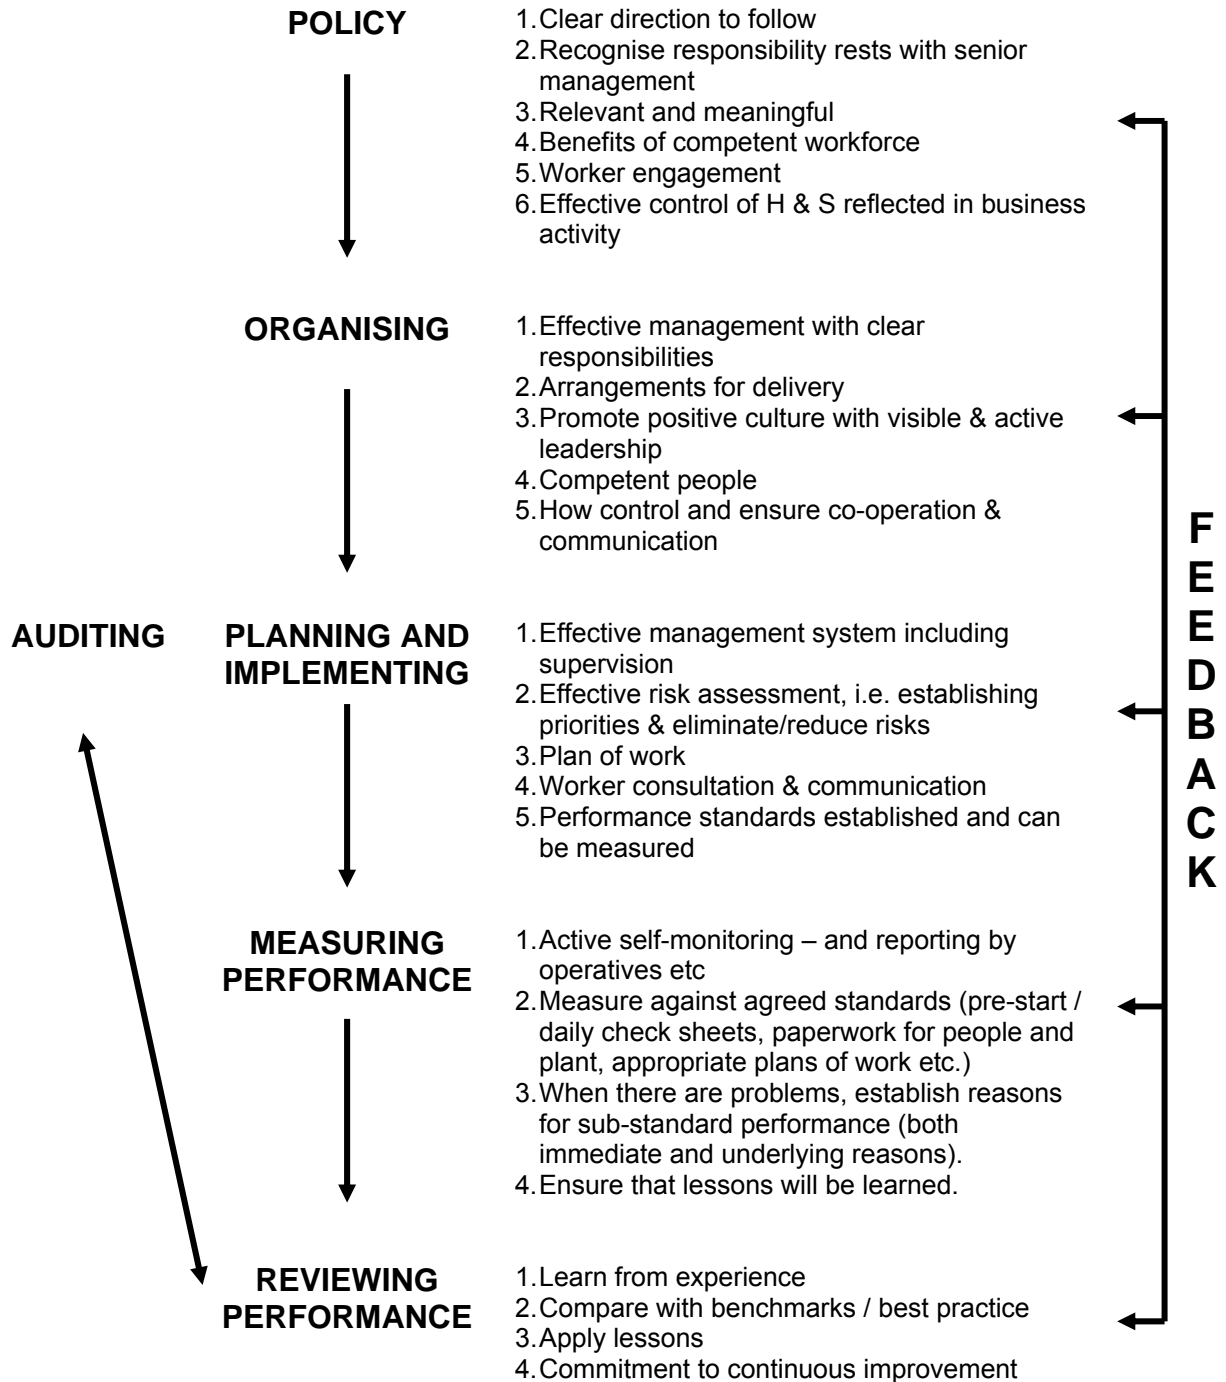 POLICY
1.Clear direction to follow
2.Recognise responsibility rests with senior
management
3.Relevant and meaningful
4.Benefits of competent workforce
5.Worker engagement
6.Effective control of H & S reflected in business
activity
ORGANISING
1.Effective management with clear
responsibilities
2.Arrangements for delivery
3.Promote positive culture with visible & active
leadership
4.Competent people
5.How control and ensure co-operation &
communication
AUDITING
PLANNING AND
IMPLEMENTING
1.Effective management system including
supervision
2.Effective risk assessment, i.e. establishing
priorities & eliminate/reduce risks
3.Plan of work
4.Worker consultation & communication
5.Performance standards established and can
be measured
MEASURING
PERFORMANCE
1.Active self-monitoring – and reporting by
operatives etc
2.Measure against agreed standards (pre-start /
daily check sheets, paperwork for people and
plant, appropriate plans of work etc.)
3.When there are problems, establish reasons
for sub-standard performance (both
immediate and underlying reasons).
4.Ensure that lessons will be learned.
REVIEWING
PERFORMANCE
1.Learn from experience
2.Compare with benchmarks / best practice
3.Apply lessons
4.Commitment to continuous improvement
F
E
E
D
B
A
C
K